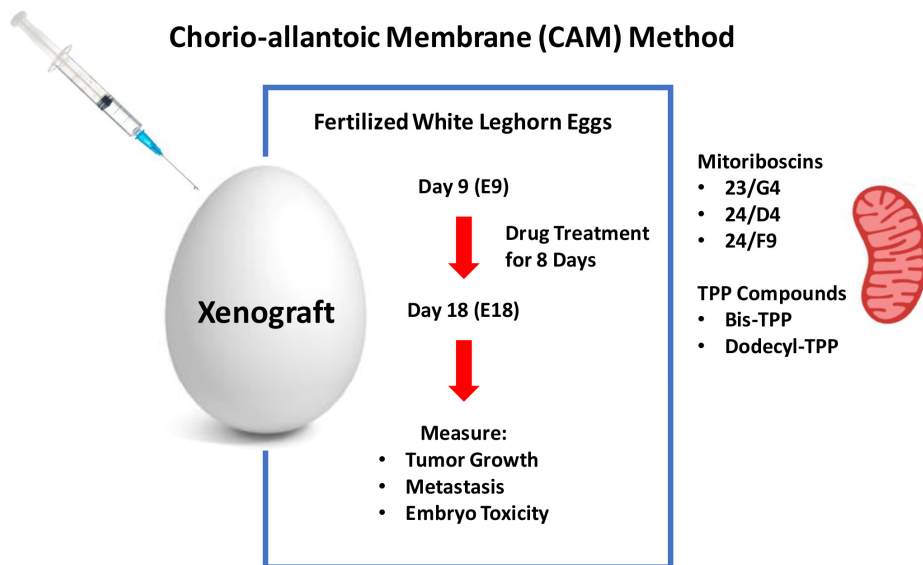 Chorio-allantoic Membrane (CAM) Method
Fertilized White Leghorn Eggs
Day 9 (E9)
Drug Treatment
for 8 Days
Xenograft
Day 18 (E18)
Measure:
• Tumor Growth
• Metastasis
• Embryo Toxicity
Mitoriboscins
• 23/G4
• 24/D4
• 24/F9
TPP Compounds
• Bis-TPP
• Dodecyl-TPP